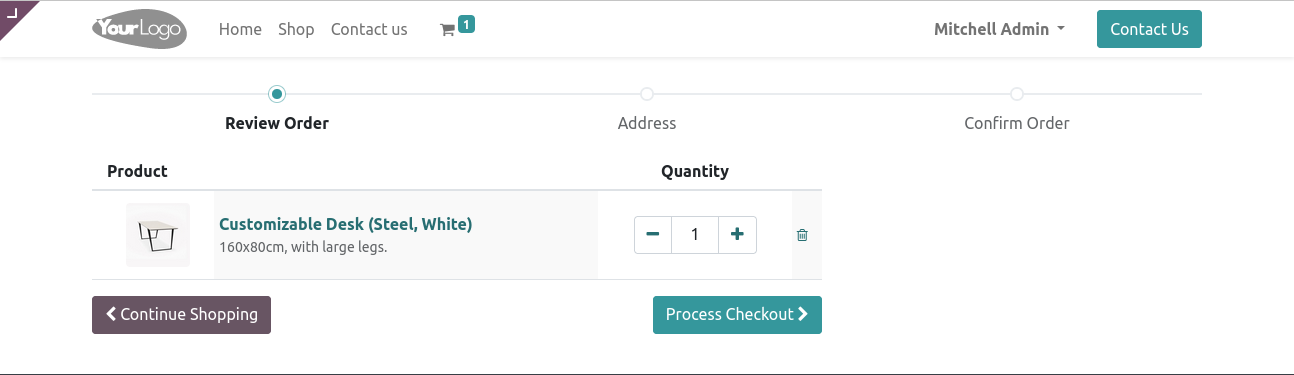 YourLogo Home Shop Contact us 1 Mitchell Admin Contact Us
Review Order Address Confirm Order
Product Quantity
Customizable Desk (Steel, White)
160x80cm, with large legs.
1
Continue Shopping Process Checkout